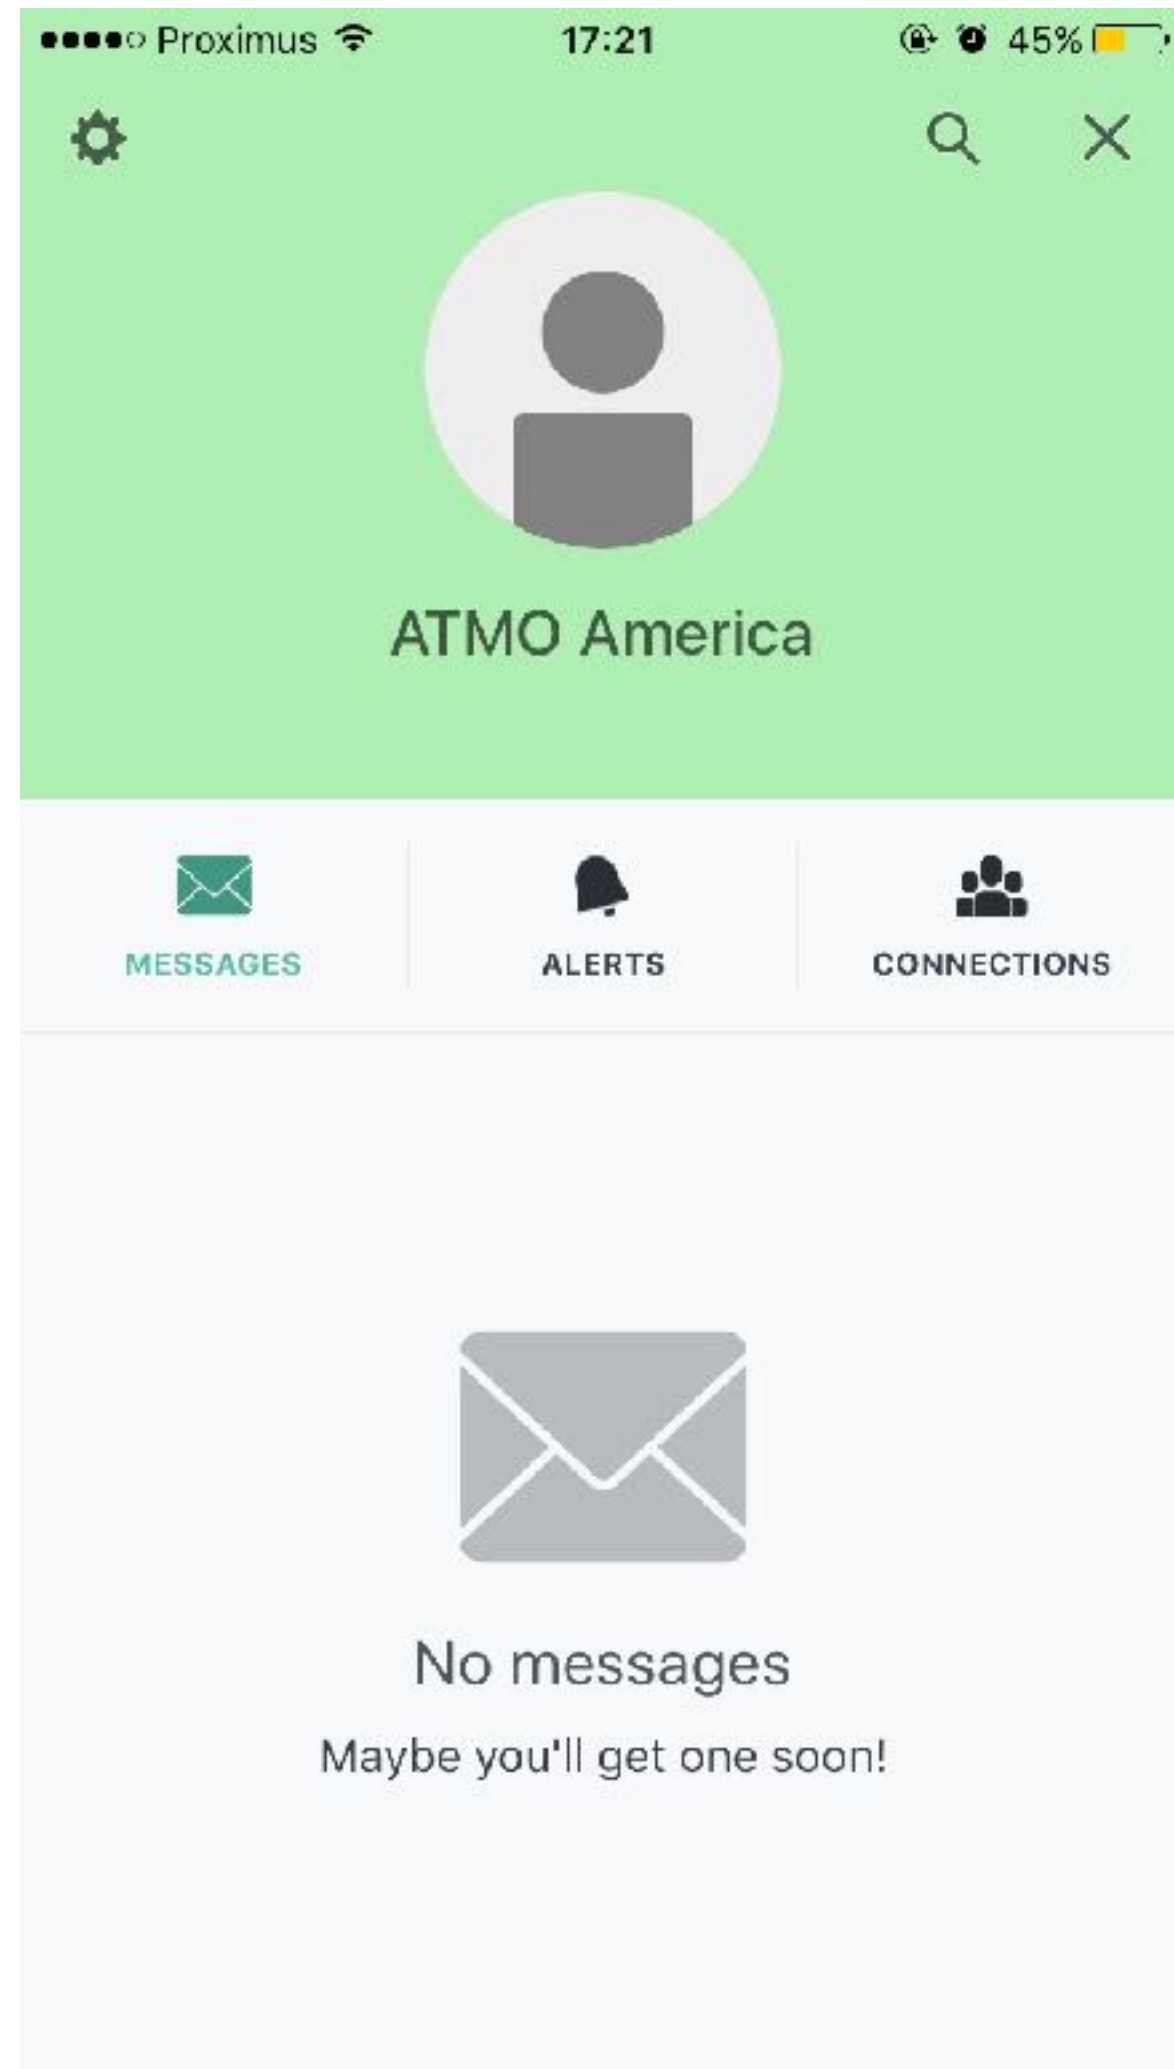 Proximus 17:21 45%
ATMO America
MESSAGES ALERTS CONNECTIONS
No messages
Maybe you'll get one soon!